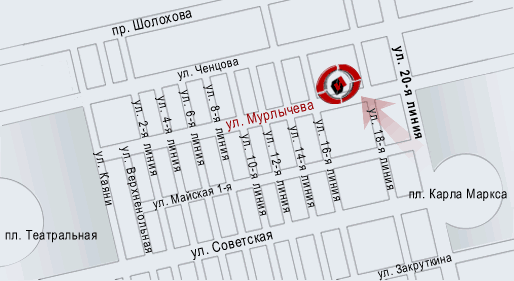 пр. Шолохова
ул. Ченцова
ул. 20-я линия
ул. 8-я линия
ул. 6-я линия
ул. 4-я линия
ул. 2-я линия
ул. Мурлычева
ул. 18-я линия
ул. 16-я линия
ул. 14-я линия
ул. 12-я линия
ул. 10-я линия
ул. Каяни
ул. Верхненольная
ул. Майская 1-я
пл. Карла Маркса
пл. Театральная
ул. Советская
ул. Закруткина